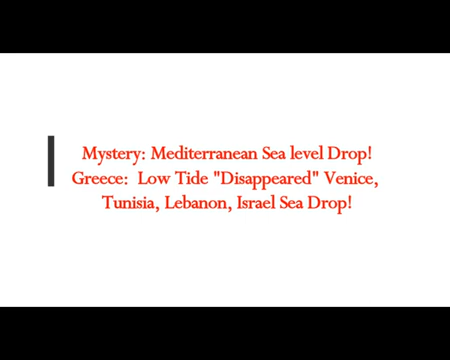 Mystery: Mediterranean Sea level Drop!
Greece: Low Tide "Disappeared" Venice,
Tunisia, Lebanon, Israel Sea Drop!